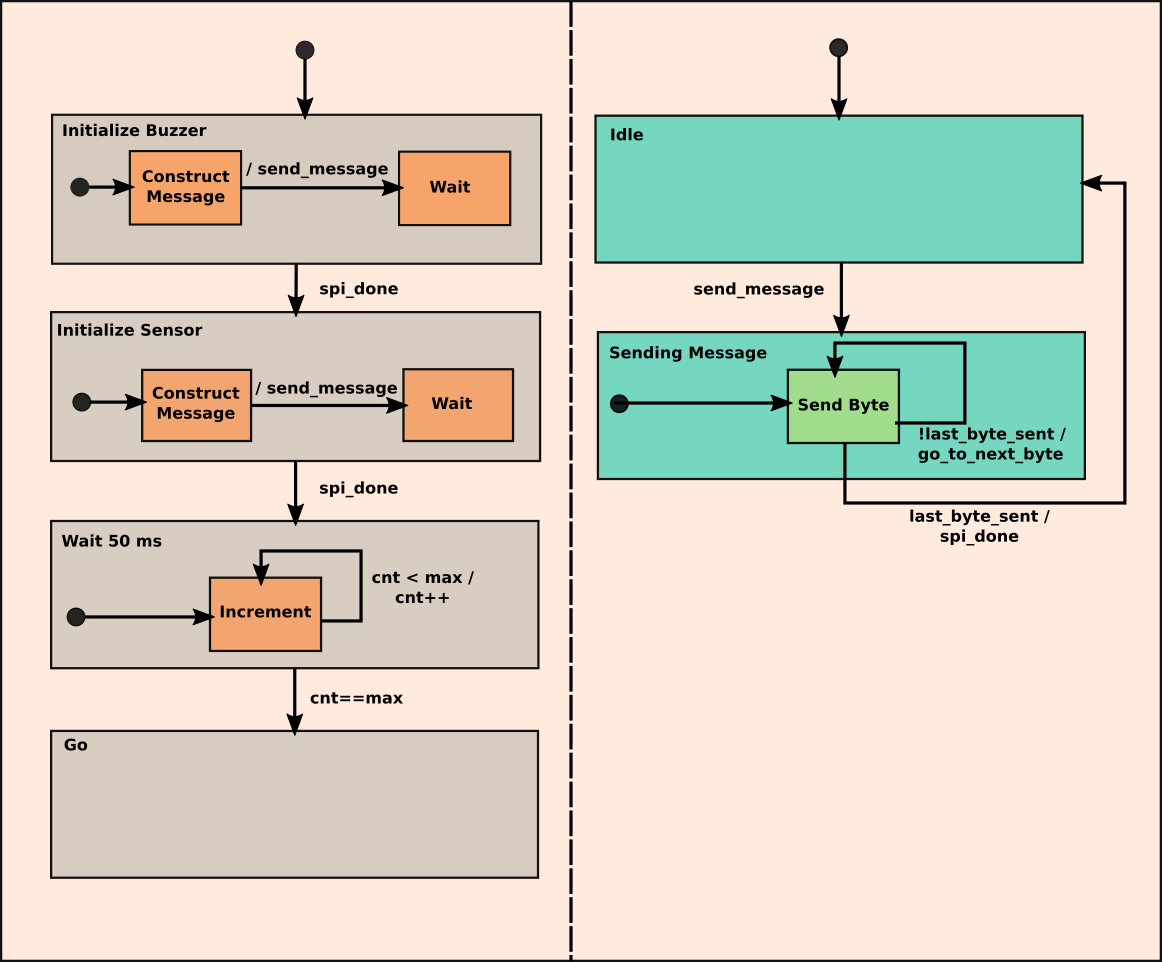 Initialize Buzzer
Construct
Message
/ send_message
Wait
spi_done
Initialize Sensor
Construct
Message
/ send_message
Wait
spi_done
Wait 50 ms
Increment
cnt < max /
cnt++
cnt==max
Go
Idle
send_message
Sending Message
Send Byte
!last_byte_sent /
go_to_next_byte
last_byte_sent /
spi_done